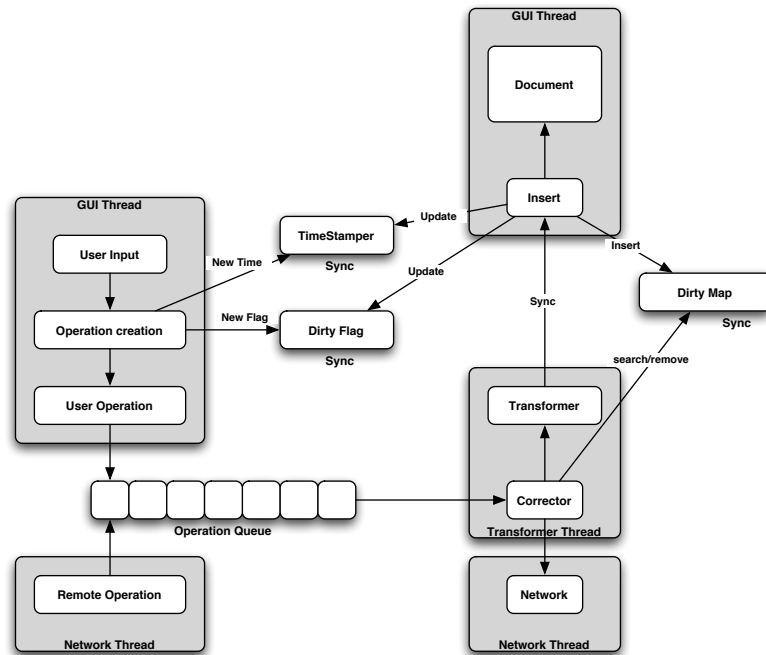 GUI Thread
Document
Insert
GUI Thread
User Input
Operation creation
User Operation
New Time
New Flag
TimeStamper
Sync
Dirty Flag
Sync
Update
Update
Insert
Dirty Map
Sync
Sync
search/remove
Transformer
Corrector
Transformer Thread
Operation Queue
Remote Operation
Network Thread
Network
Network Thread